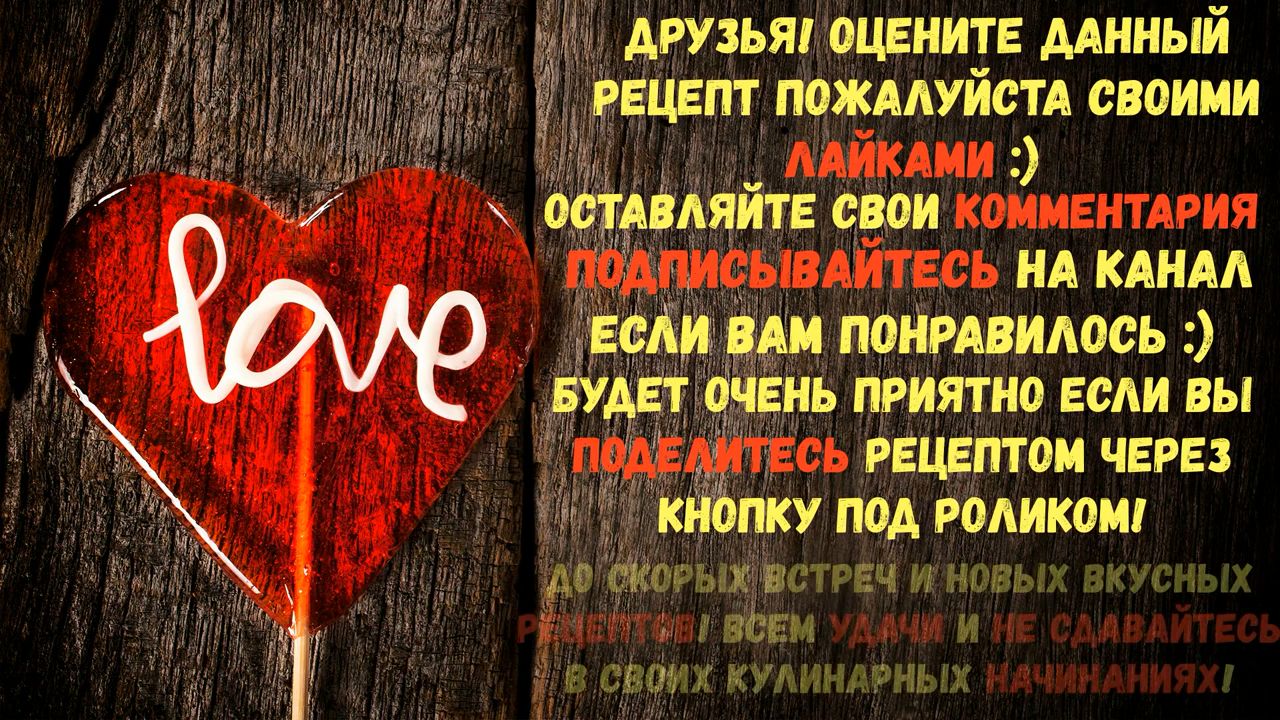 love
ДРУЗЬЯ! ОЦЕНИТЕ ДАННЫЙ
РЕЦЕПТ ПОЖАЛУЙСТА СВОИМИ
ЛАЙКАМИ :)
ОСТАВЛЯЙТЕ СВОИ КОММЕНТАРИЯ
ПОДПИСЫВАЙТЕСЬ НА КАНАЛ
ЕСЛИ ВАМ ПОНРАВИЛОСЬ :)
БУДЕТ ОЧЕНЬ ПРИЯТНО ЕСЛИ ВЫ
ПОДЕЛИТЕСЬ РЕЦЕПТОМ ЧЕРЕЗ
КНОПКУ ПОД РОЛИКОМ!
ДО СКОРЫХ ВСТРЕЧ И НОВЫХ ВКУСНЫХ
РЕЦЕПТОВ! ВСЕМ УДАЧИ И НЕ СДАВАЙТЕСЬ
В СВОИХ КУЛИНАРНЫХ НАЧИНАНИЯХ!